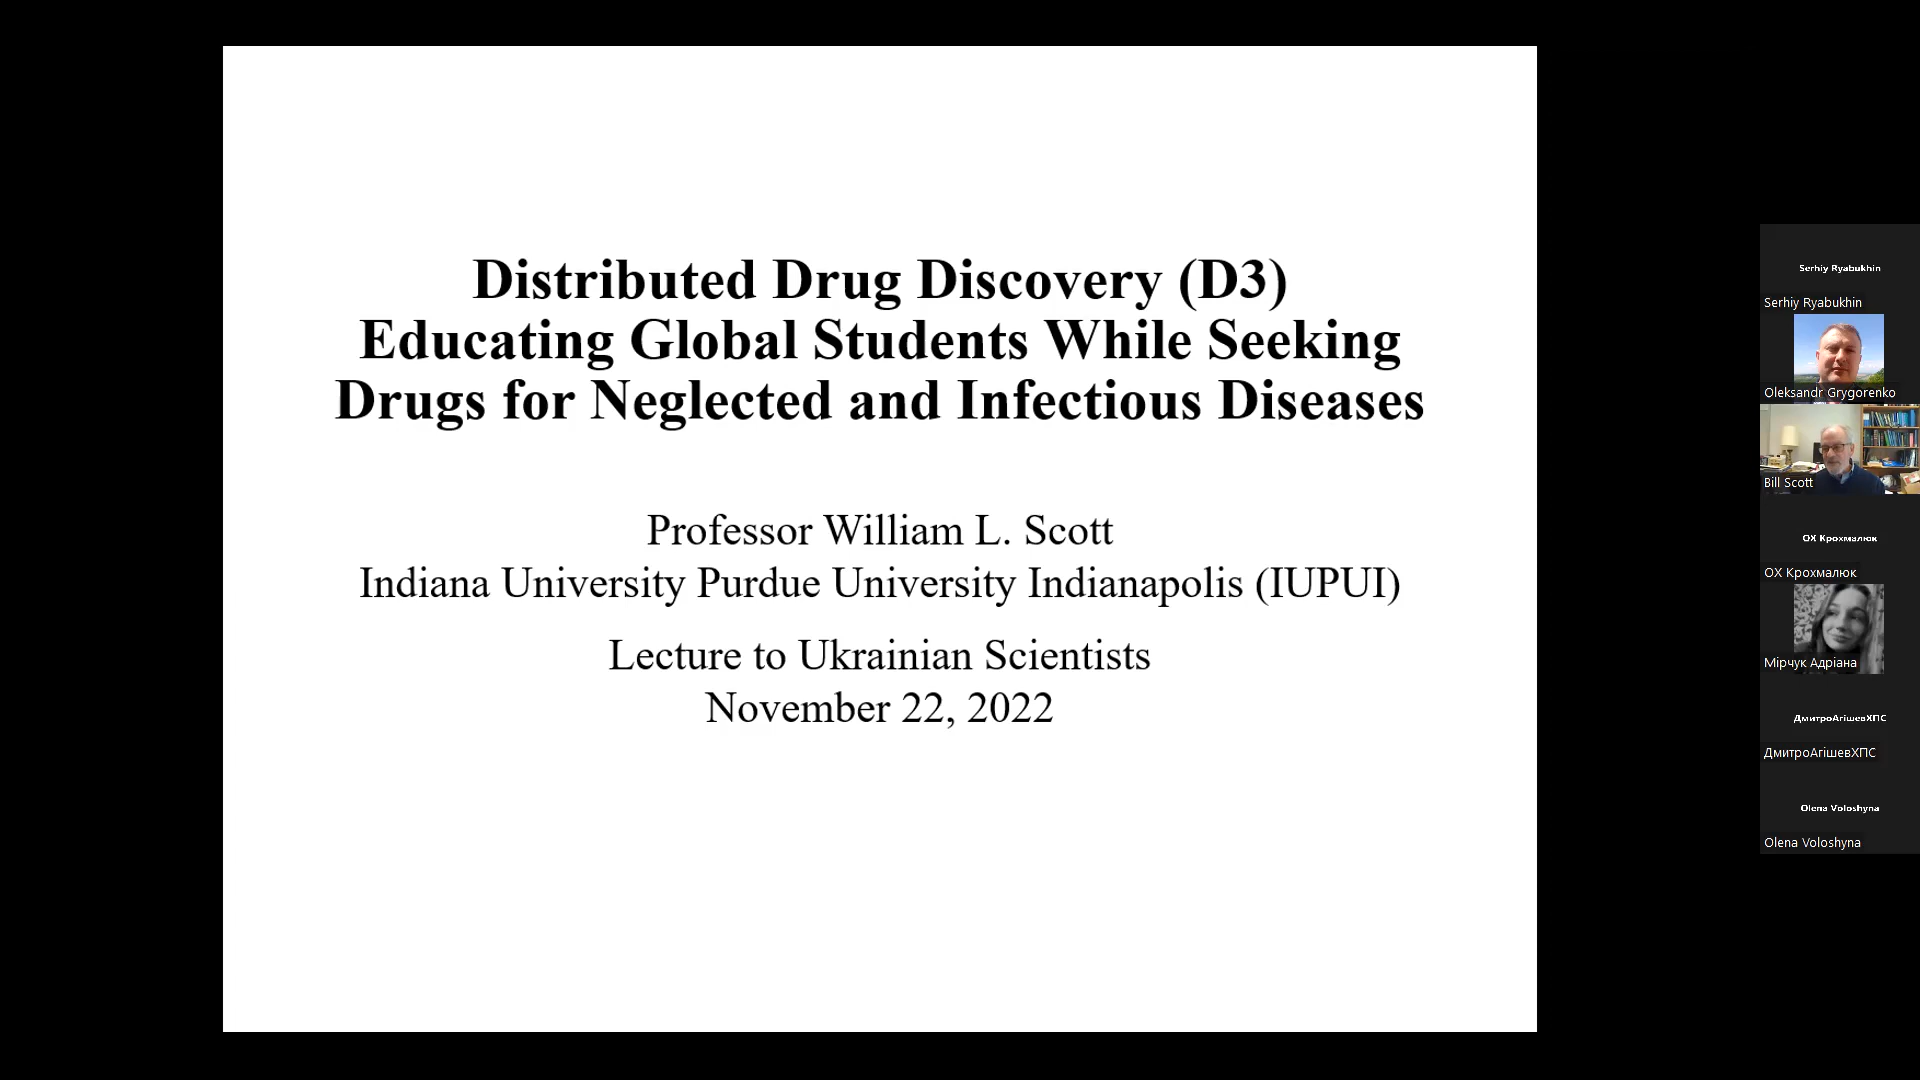 Distributed Drug Discovery (D3)
Educating Global Students While Seeking
Drugs for Neglected and Infectious Diseases
Professor William L. Scott
Indiana University Purdue University Indianapolis (IUPUI)
Lecture to Ukrainian Scientists
November 22, 2022
Serhiy Ryabukhin
Serhiy Ryabukhin
Oleksandr Grygorenko
Bill Scott
ОХ Крохмалюк
ОХ Крохмалюк
Мірчук Адріана
ДмитроАгішевХПС
ДмитроАгішевХПС
Olena Voloshyna
Olena Voloshyna